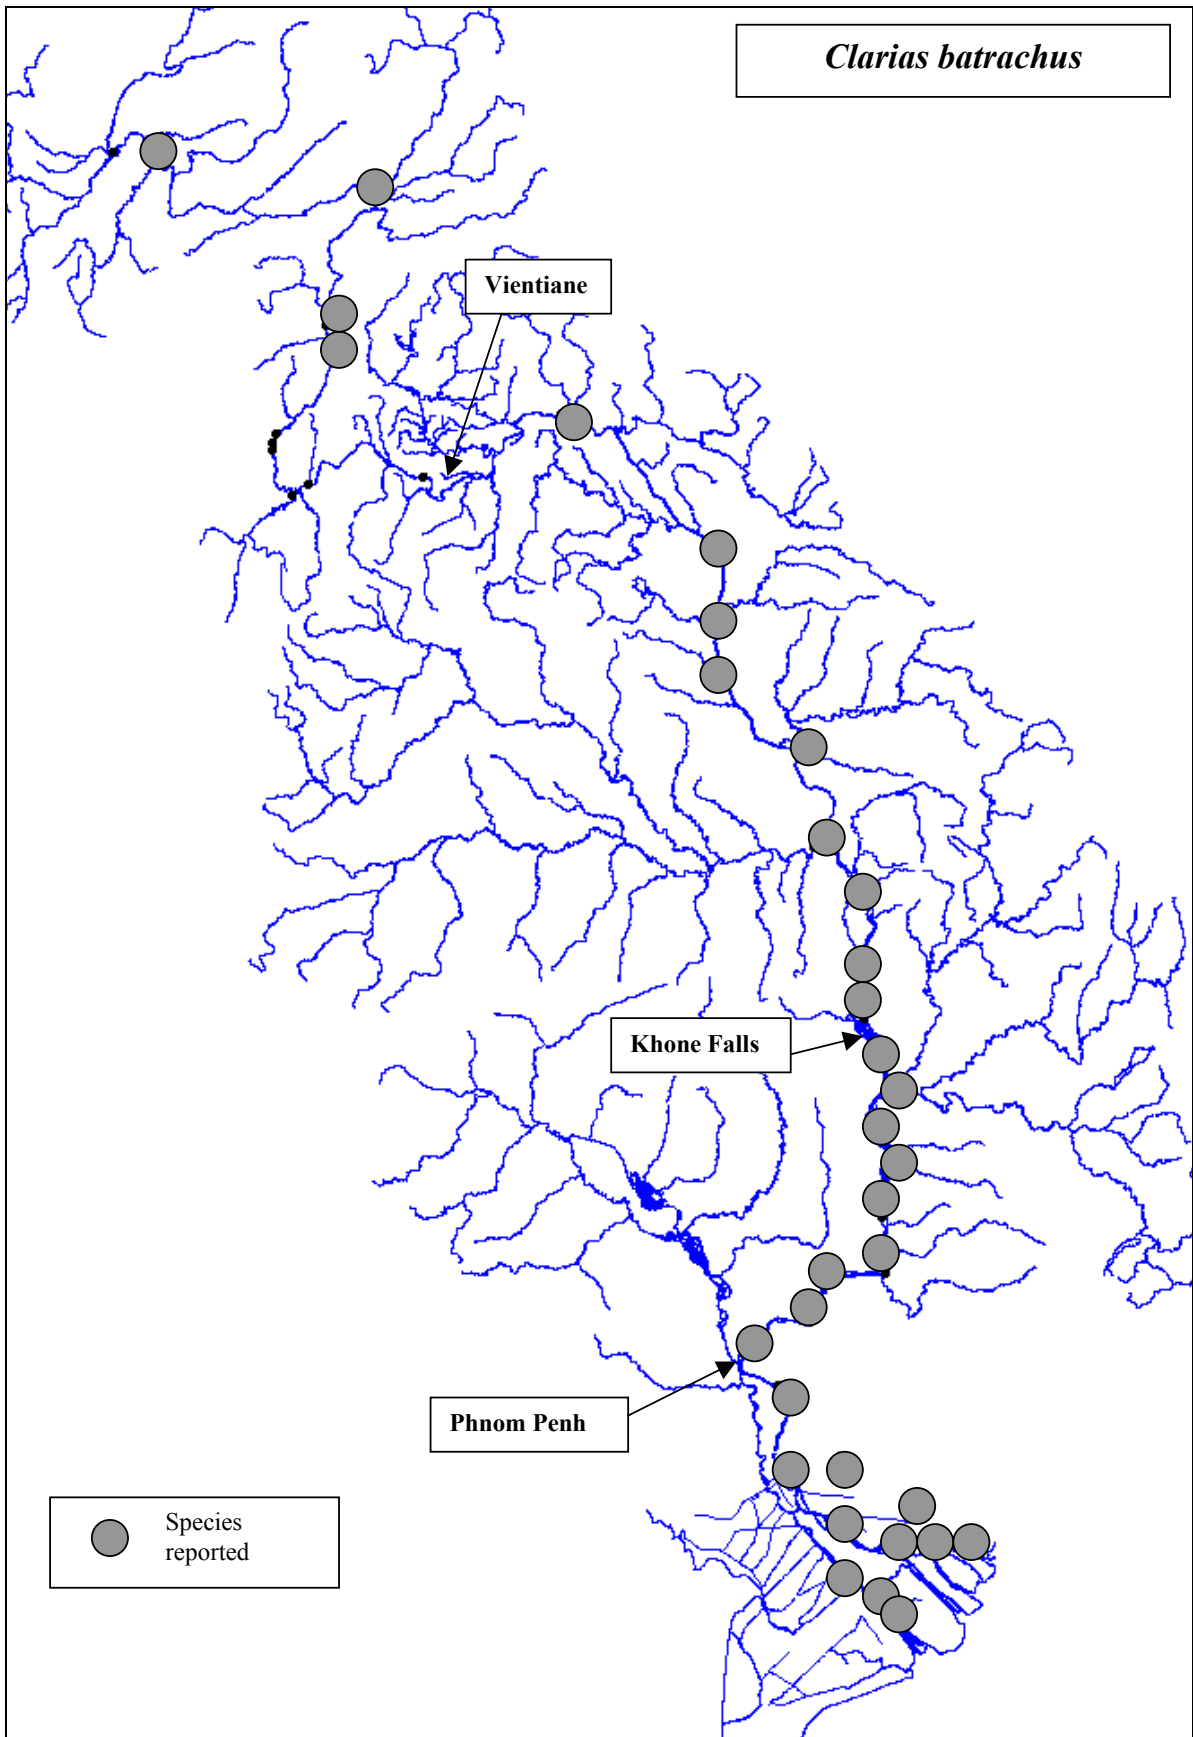 Clarias batrachus
Vientiane
Khone Falls
Phnom Penh
Species
reported